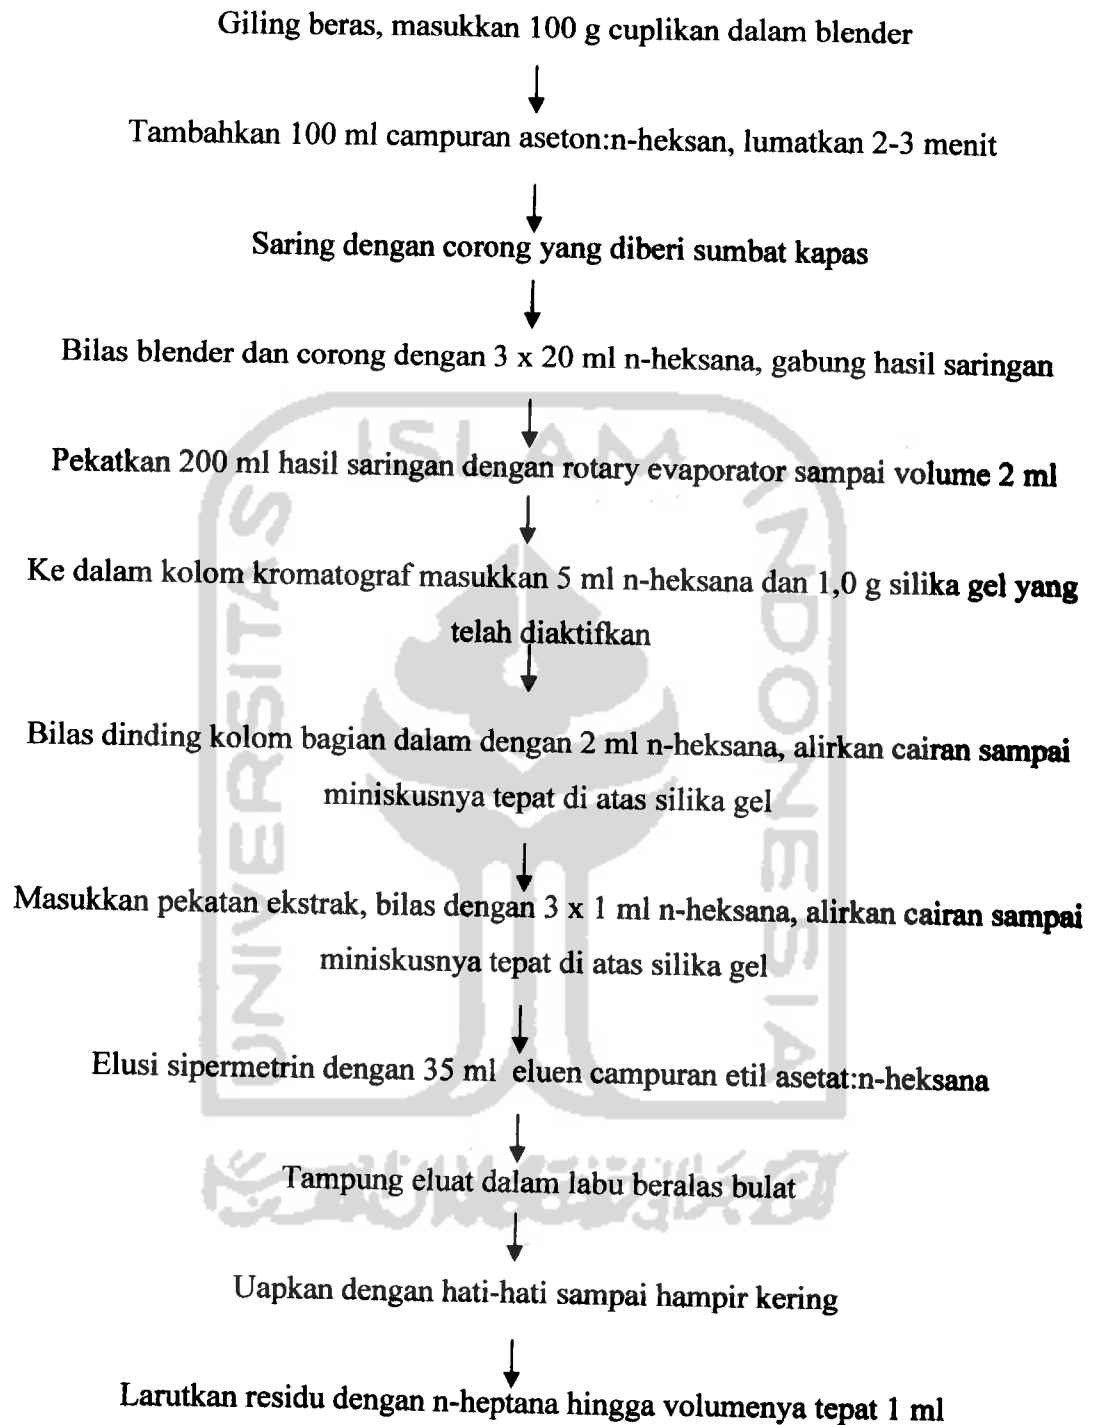 Giling beras, masukkan 100 g cuplikan dalam blender
Tambahkan 100 ml campuran aseton:n-heksan, lumatkan 2-3 menit
Saring dengan corong yang diberi sumbat kapas
Bilas blender dan corong dengan 3 x 20 ml n-heksana, gabung hasil saringan
Pekatkan 200 ml hasil saringan dengan rotary evaporator sampai volume 2 ml
Ke dalam kolom kromatograf masukkan 5 ml n-heksana dan 1,0 g silika gel yang
telah diaktifkan
Bilas dinding kolom bagian dalam dengan 2 ml n-heksana, alirkan cairan sampai
miniskusnya tepat di atas silika gel
Masukkan pekatan ekstrak, bilas dengan 3 x 1 ml n-heksana, alirkan cairan sampai
miniskusnya tepat di atas silika gel
Elusi sipermetrin dengan 35 ml eluen campuran etil asetat:n-heksana
Tampung eluat dalam labu beralas bulat
Uapkan dengan hati-hati sampai hampir kering
Larutkan residu dengan n-heptana hingga volumenya tepat 1 ml
UNIVERSITAS
ISLAM
INDONESIA